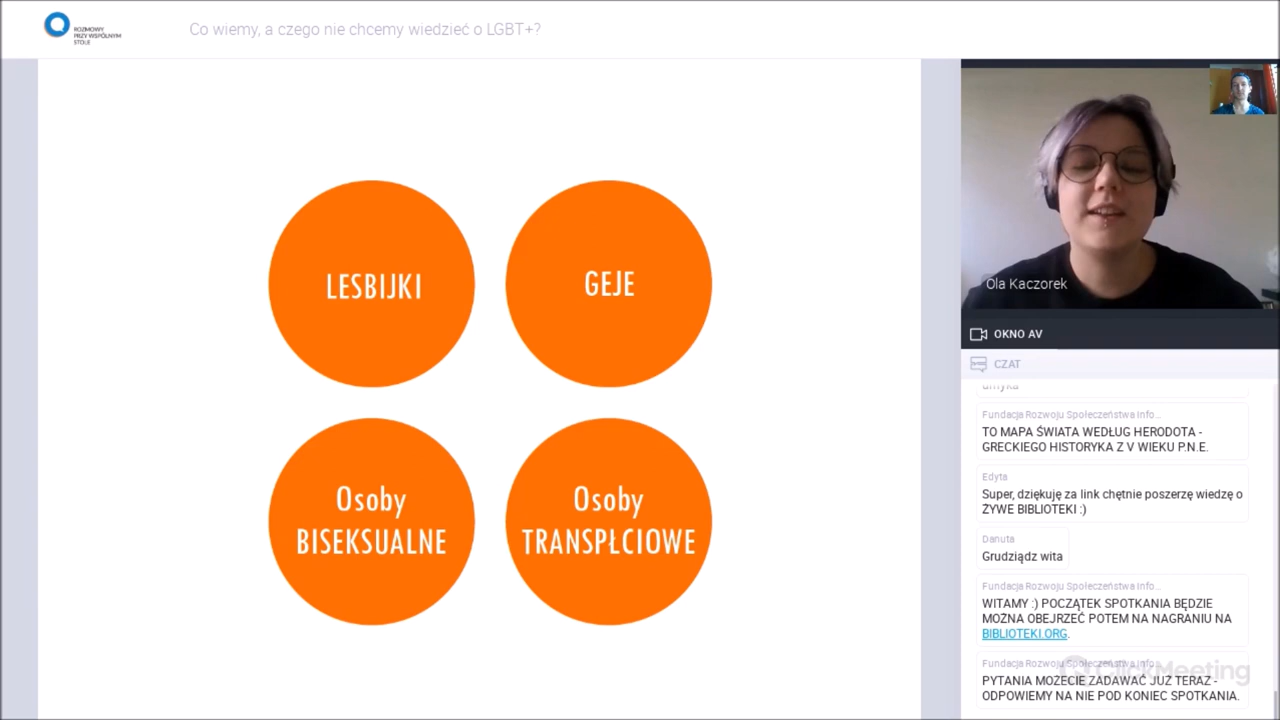 ROZMOWY
PRZY WSPÓLNYM
STOLE
Co wiemy, a czego nie chcemy wiedzieć o LGBT+?
LESBIJKI
GEJE
Osoby
BISEKSUALNE
Osoby
TRANSPŁCIOWE
Ola Kaczorek
OKNO AV
CZAT
Fundacja Rozwoju Społeczeństwa Info...
TO MAPA ŚWIATA WEDŁUG HERODOTA -
GRECKIEGO HISTORYKA Z V WIEKU P.N.E.
Edyta
Super, dziękuję za link chętnie poszerzę wiedzę o
ŻYWE BIBLIOTEKI :)
Danuta
Grudziądz wita
Fundacja Rozwoju Społeczeństwa Info...
WITAMY :) POCZĄTEK SPOTKANIA BĘDZIE
MOŻNA OBEJRZEĆ POTEM NA NAGRANIU NA
BIBLIOTEKI.ORG.
Fundacja Rozwoju Społeczeństwa Info...
ClickMeeting
PYTANIA MOŻECIE ZADAWAĆ JUŻ TERAZ -
ODPOWIEMY NA NIE POD KONIEC SPOTKANIA.